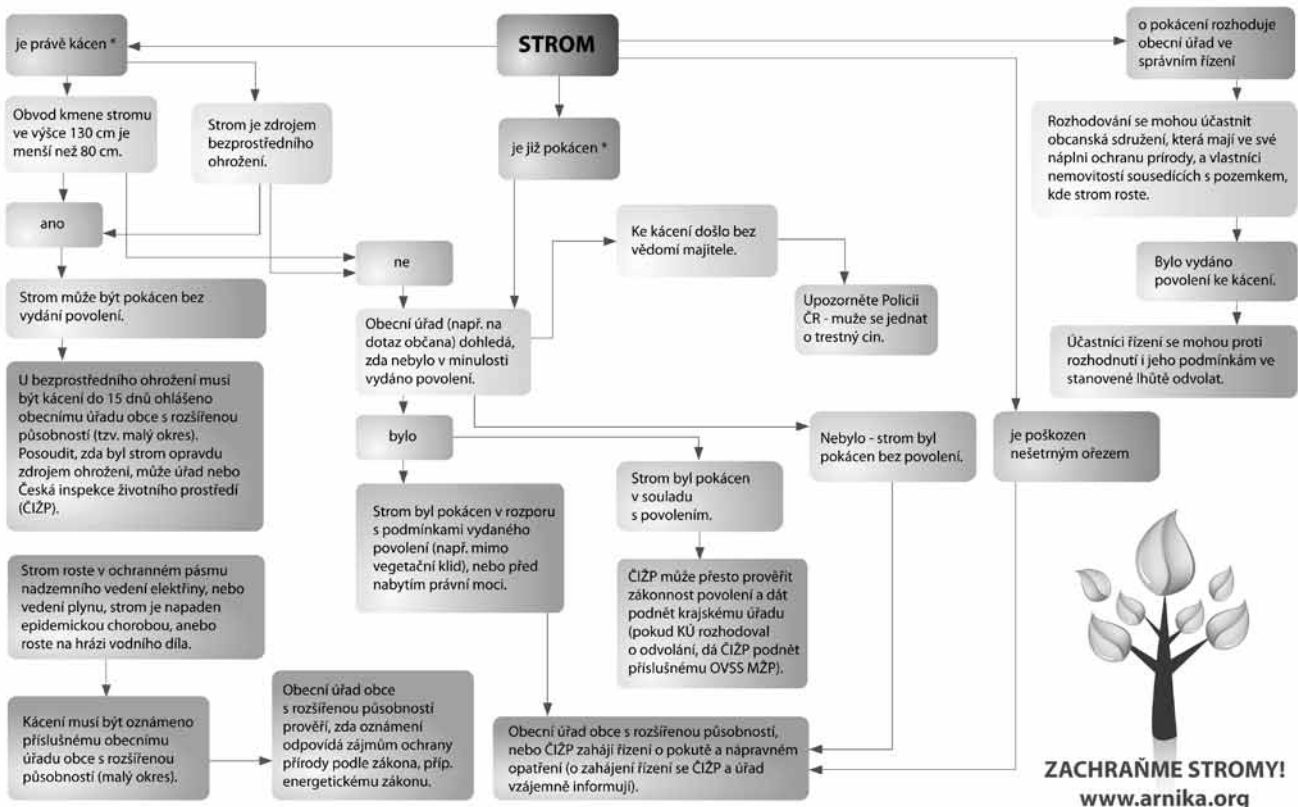 STROM
je právě kácen *
Obvod kmene stromu
ve výšce 130 cm je
menší než 80 cm.
Strom je zdrojem
bezprostředního
ohrožení.
ano
ne
Strom může být pokácen bez
vydání povolení.
U bezprostředního ohrožení musí
být kácení do 15 dnů ohlášeno
obecnímu úřadu obce s rozšířenou
působností (tzv. malý okres).
Posoudit, zda byl strom opravdu
zdrojem ohrožení, může úřad nebo
Česká inspekce životního prostředí
(ČIŽP).
Strom roste v ochranném pásmu
nadzemního vedení elektřiny, nebo
vedení plynu, strom je napaden
epidemickou chorobou, anebo
roste na hrázi vodního díla.
Kácení musí být oznámeno
příslušnému obecnímu
úřadu obce s rozšířenou
působností (malý okres).
Obecní úřad obce
s rozšířenou působností
prověří, zda oznámení
odpovídá zájmům ochrany
přírody podle zákona, příp.
energetickému zákonu.
je již pokácen *
Obecní úřad (např. na
dotaz občana) dohledá,
zda nebylo v minulosti
vydáno povolení.
Ke kácení došlo bez
vědomí majitele.
Upozorněte Policii
ČR - muže se jednat
o trestný cin.
bylo
Strom byl pokácen v rozporu
s podmínkami vydaného
povolení (např. mimo
vegetační klid), nebo před
nabytím právní moci.
Strom byl pokácen
v souladu
s povolením.
ČIŽP může přesto prověřit
zákonnost povolení a dát
podnět krajskému úřadu
(pokud KÚ rozhodoval
o odvolání, dá ČIŽP podnět
příslušnému OVSS MŽP).
Nebylo - strom byl
pokácen bez povolení.
je poškozen
nešetrným ořezem
Obecní úřad obce s rozšířenou působností,
nebo ČIŽP zahájí řízení o pokutě a nápravném
opatření (o zahájení řízení se ČIŽP a úřad
vzájemně informují).
o pokácení rozhoduje
obecní úřad ve
správním řízení
Rozhodování se mohou účastnit
obcanská sdružení, která mají ve své
náplni ochranu prírody, a vlastníci
nemovitostí sousedících s pozemkem,
kde strom roste.
Bylo vydáno
povolení ke kácení.
Účastníci řízení se mohou proti
rozhodnutí i jeho podmínkám ve
stanovené lhůtě odvolat.
ZACHRAŇME STROMY!
www.arnika.org